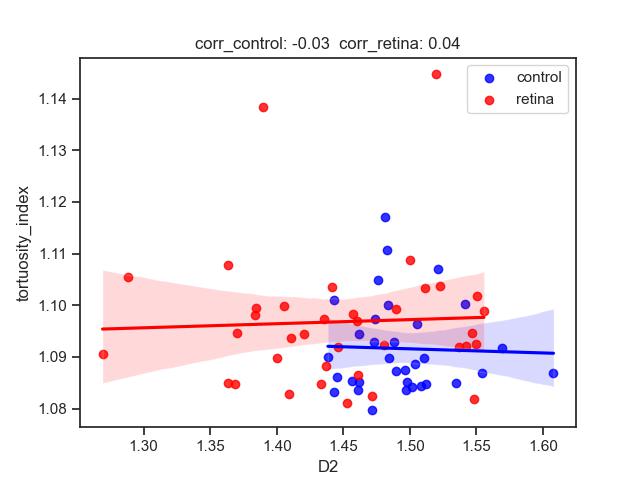 corr_control: -0.03  corr_retina: 0.04
control
retina
tortuosity_index
1.14
1.13
1.12
1.11
1.10
1.09
1.08
1.30 1.35 1.40 1.45 1.50 1.55 1.60
D2